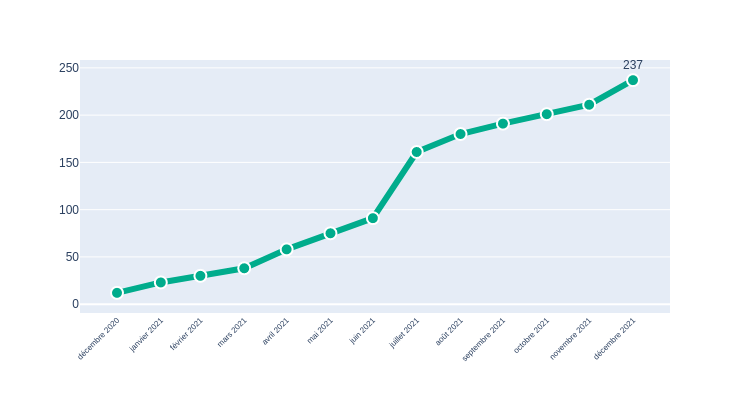 250
200
150
100
50
0
237
décembre 2020
janvier 2021
février 2021
mars 2021
avril 2021
mai 2021
juin 2021
juillet 2021
août 2021
septembre 2021
octobre 2021
novembre 2021
décembre 2021